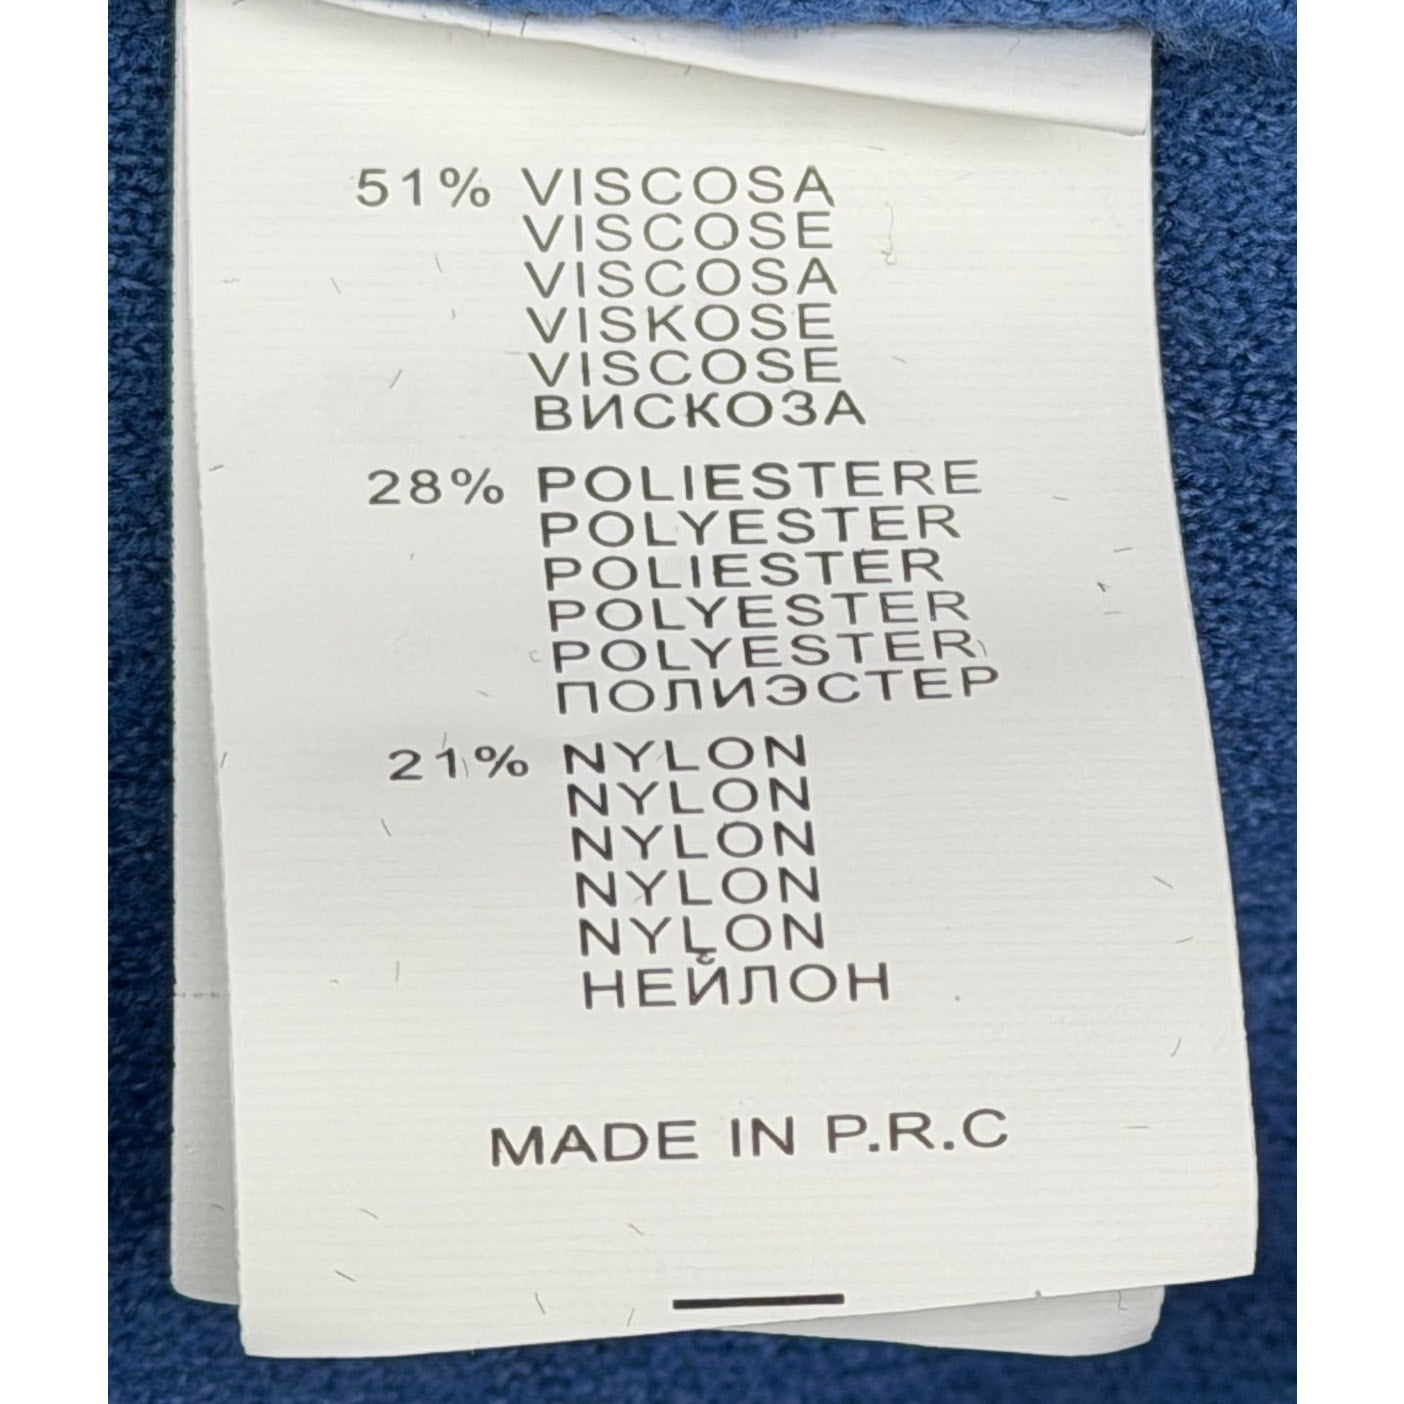 51% VISCOSA
VISCOSE
VISCOSA
VISKOSE
VISCOSE
ВИСКОЗА
28% POLIESTERE
POLYESTER
POLIESTER
POLYESTER
POLYESTER
ПОЛИЭСТЕР
21% NYLON
NYLON
NYLON
NYLON
NYLON
НЕЙЛОН
MADE IN P.R.C